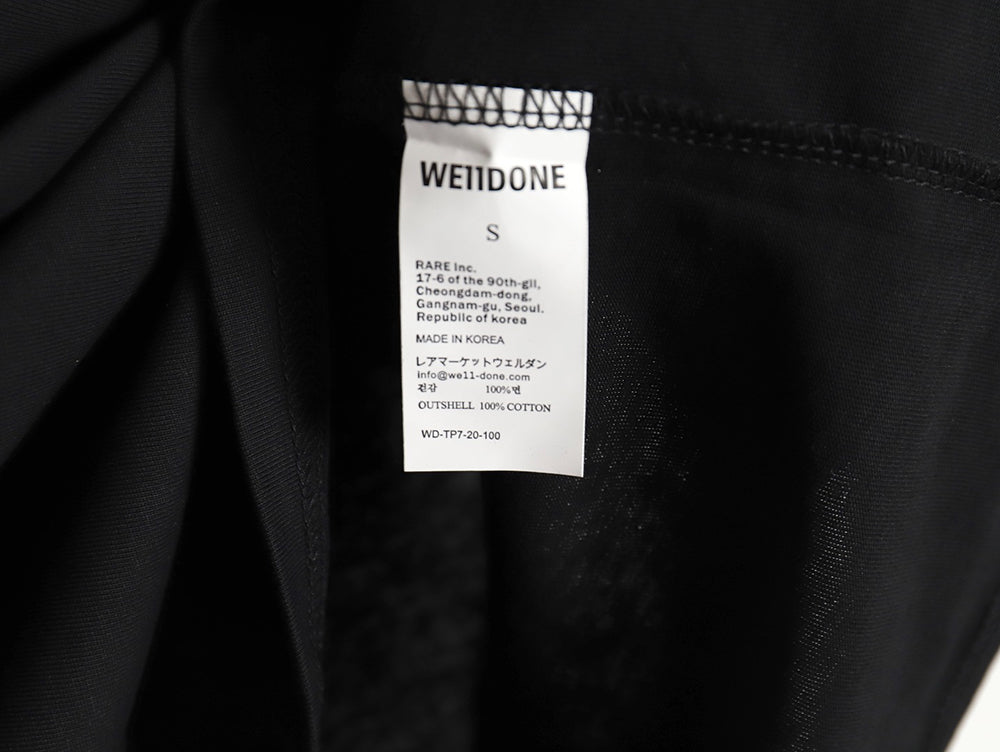 WE11DONE
S
RARE Inc.
17-6 of the 90th-gil,
Cheongdam-dong,
Gangnam-gu, Seoul.
Republic of korea
MADE IN KOREA
レアマーケットウェルダン
info@we11-done.com
겉감 100%면
OUTSHELL 100% COTTON
WD-TP7-20-100